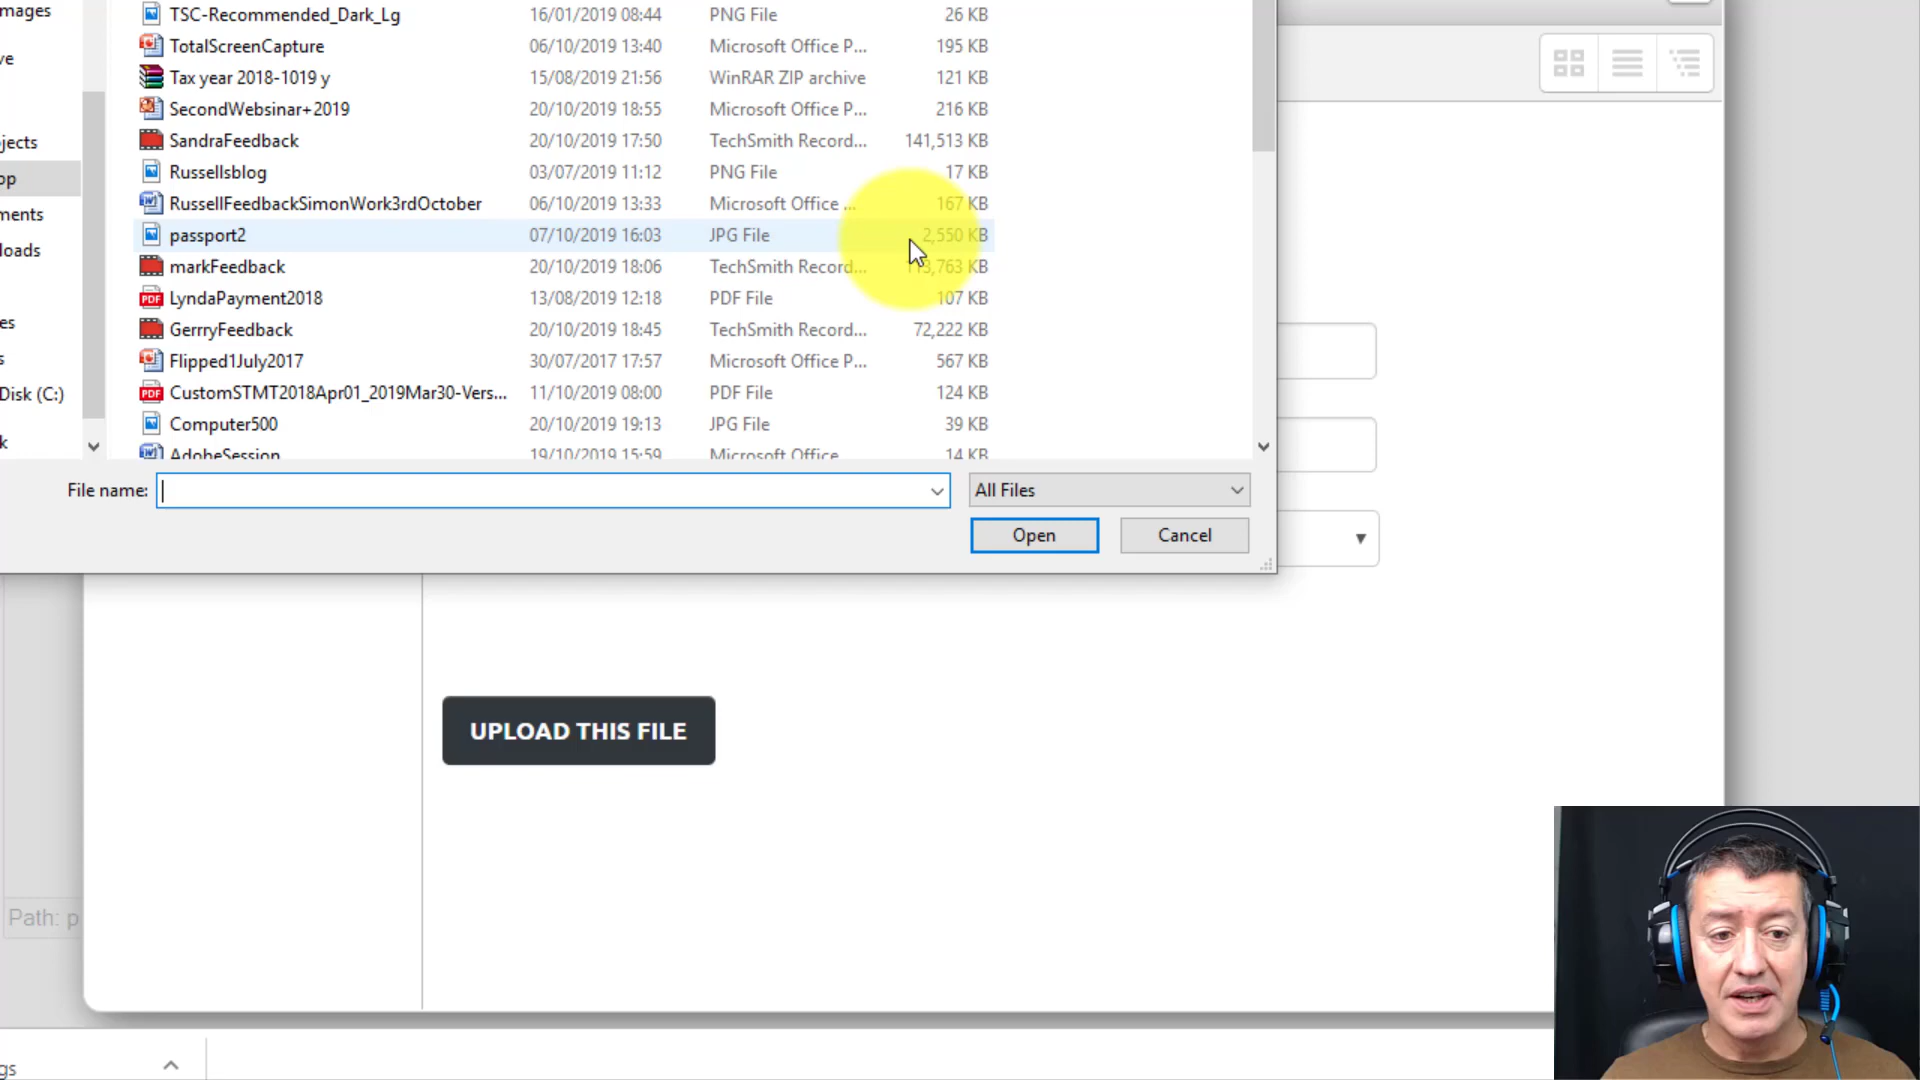 mages
TSC-Recommended_Dark_Lg 16/01/2019 08:44 PNG File 26 KB
ve TotalScreenCapture 06/10/2019 13:40 Microsoft Office P... 195 KB
Tax year 2018-1019 y 15/08/2019 21:56 WinRAR ZIP archive 121 KB
SecondWebsinar+2019 20/10/2019 18:55 Microsoft Office P... 216 KB
jects SandraFeedback 20/10/2019 17:50 TechSmith Record... 141,513 KB
op Russellsblog 03/07/2019 11:12 PNG File 17 KB
ments RussellFeedbackSimonWork3rdOctober 06/10/2019 13:33 Microsoft Office ... 167 KB
loads passport2 07/10/2019 16:03 JPG File 2,550 KB
markFeedback 20/10/2019 18:06 TechSmith Record... ,763 KB
LyndaPayment2018 13/08/2019 12:18 PDF File 107 KB
es GerrryFeedback 20/10/2019 18:45 TechSmith Record... 72,222 KB
s Flipped1July2017 30/07/2017 17:57 Microsoft Office P... 567 KB
Disk (C:) CustomSTMT2018Apr01_2019Mar30-Vers... 11/10/2019 08:00 PDF File 124 KB
Computer500 20/10/2019 19:13 JPG File 39 KB
k AdobeSession 19/10/2019 15:59 Microsoft Office 14 KB
File name: All Files
Open Cancel
UPLOAD THIS FILE
Path: p
gs